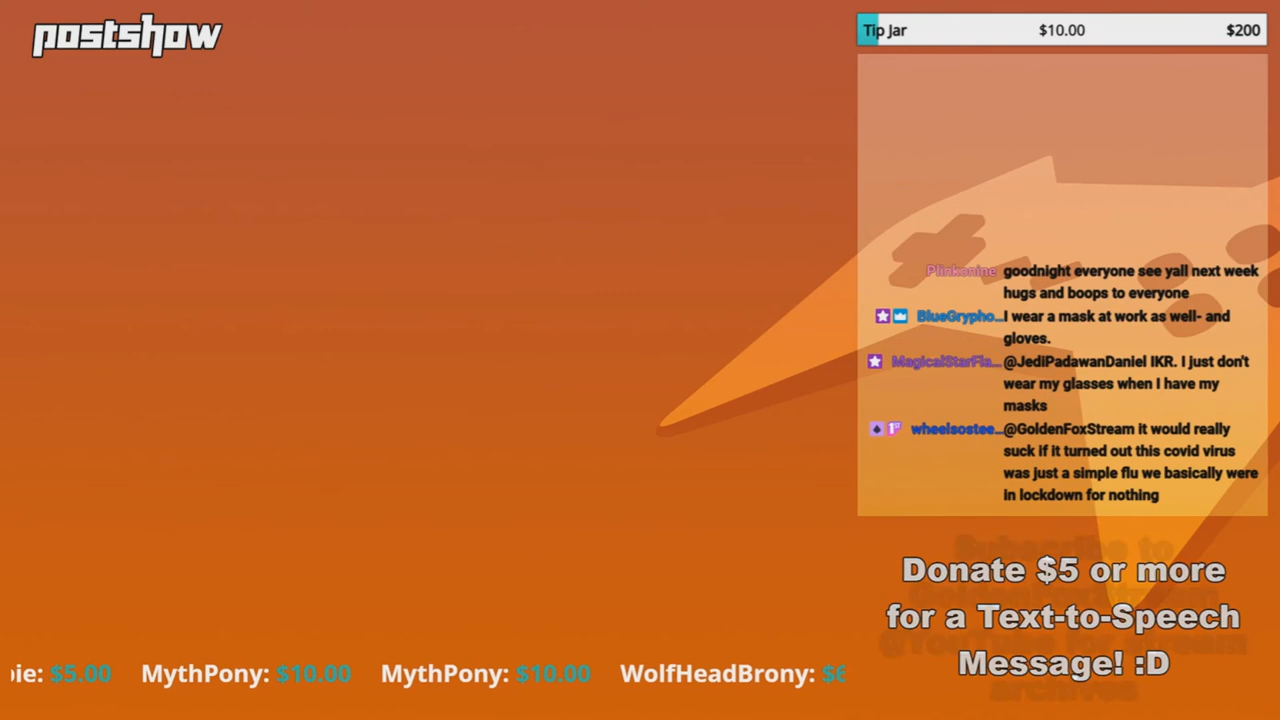 postshow
Tip Jar $10.00 $200
Plinkonine goodnight everyone see yall next week
hugs and boops to everyone
BlueGrypho... I wear a mask at work as well- and
gloves.
MagicalStarFla... @JediPadawanDaniel IKR. I just don't
wear my glasses when I have my
masks
wheelsostee... @GoldenFoxStream it would really
suck if it turned out this covid virus
was just a simple flu we basically were
in lockdown for nothing
Donate $5 or more
for a Text-to-Speech
Message! :D
ie: $5.00 MythPony: $10.00 MythPony: $10.00 WolfHeadBrony: $6